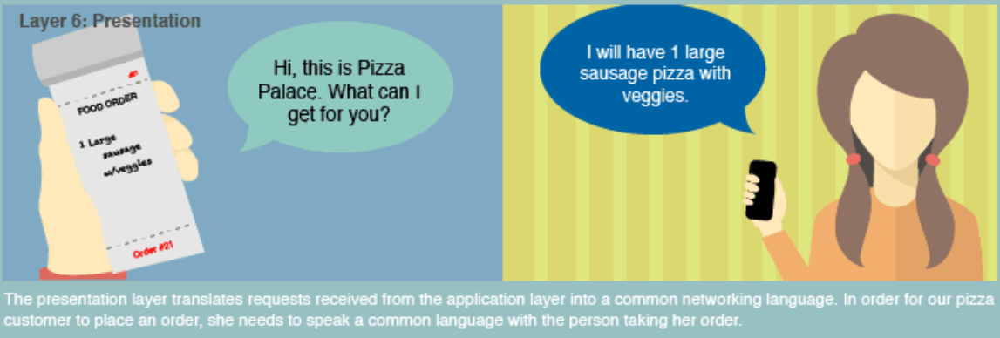 Layer 6: Presentation
#21
FOOD ORDER
1 Large
sausage
w/veggies
Order #21
Hi, this is Pizza
Palace. What can I
get for you?
I will have 1 large
sausage pizza with
veggies.
The presentation layer translates requests received from the application layer into a common networking language. In order for our pizza
customer to place an order, she needs to speak a common language with the person taking her order.